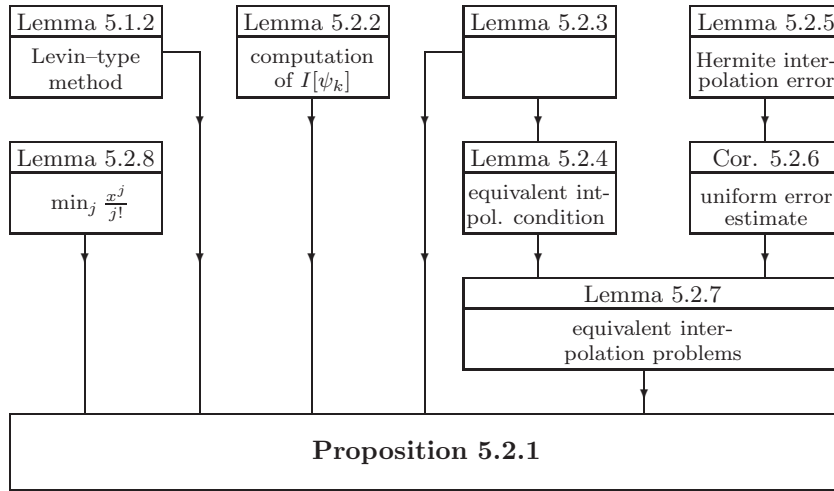 Lemma 5.1.2
Levin–type
method
Lemma 5.2.2
computation
of I[ψ_k]
Lemma 5.2.3
Lemma 5.2.5
Hermite inter-
polation error
Lemma 5.2.8
min_j x^j/j!
Lemma 5.2.4
equivalent int-
pol. condition
Cor. 5.2.6
uniform error
estimate
Lemma 5.2.7
equivalent inter-
polation problems
Proposition 5.2.1